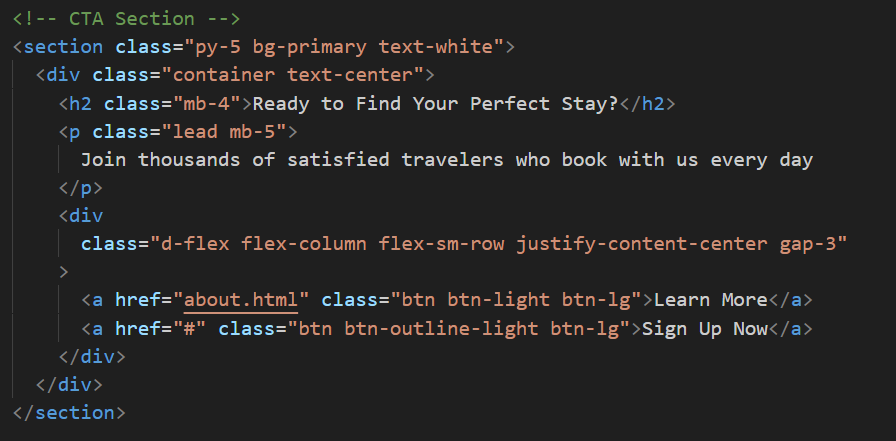 <!-- CTA Section -->
<section class="py-5 bg-primary text-white">
<div class="container text-center">
<h2 class="mb-4">Ready to Find Your Perfect Stay?</h2>
<p class="lead mb-5">
Join thousands of satisfied travelers who book with us every day
</p>
<div
class="d-flex flex-column flex-sm-row justify-content-center gap-3"
>
<a href="about.html" class="btn btn-light btn-lg">Learn More</a>
<a href="#" class="btn btn-outline-light btn-lg">Sign Up Now</a>
</div>
</div>
</section>